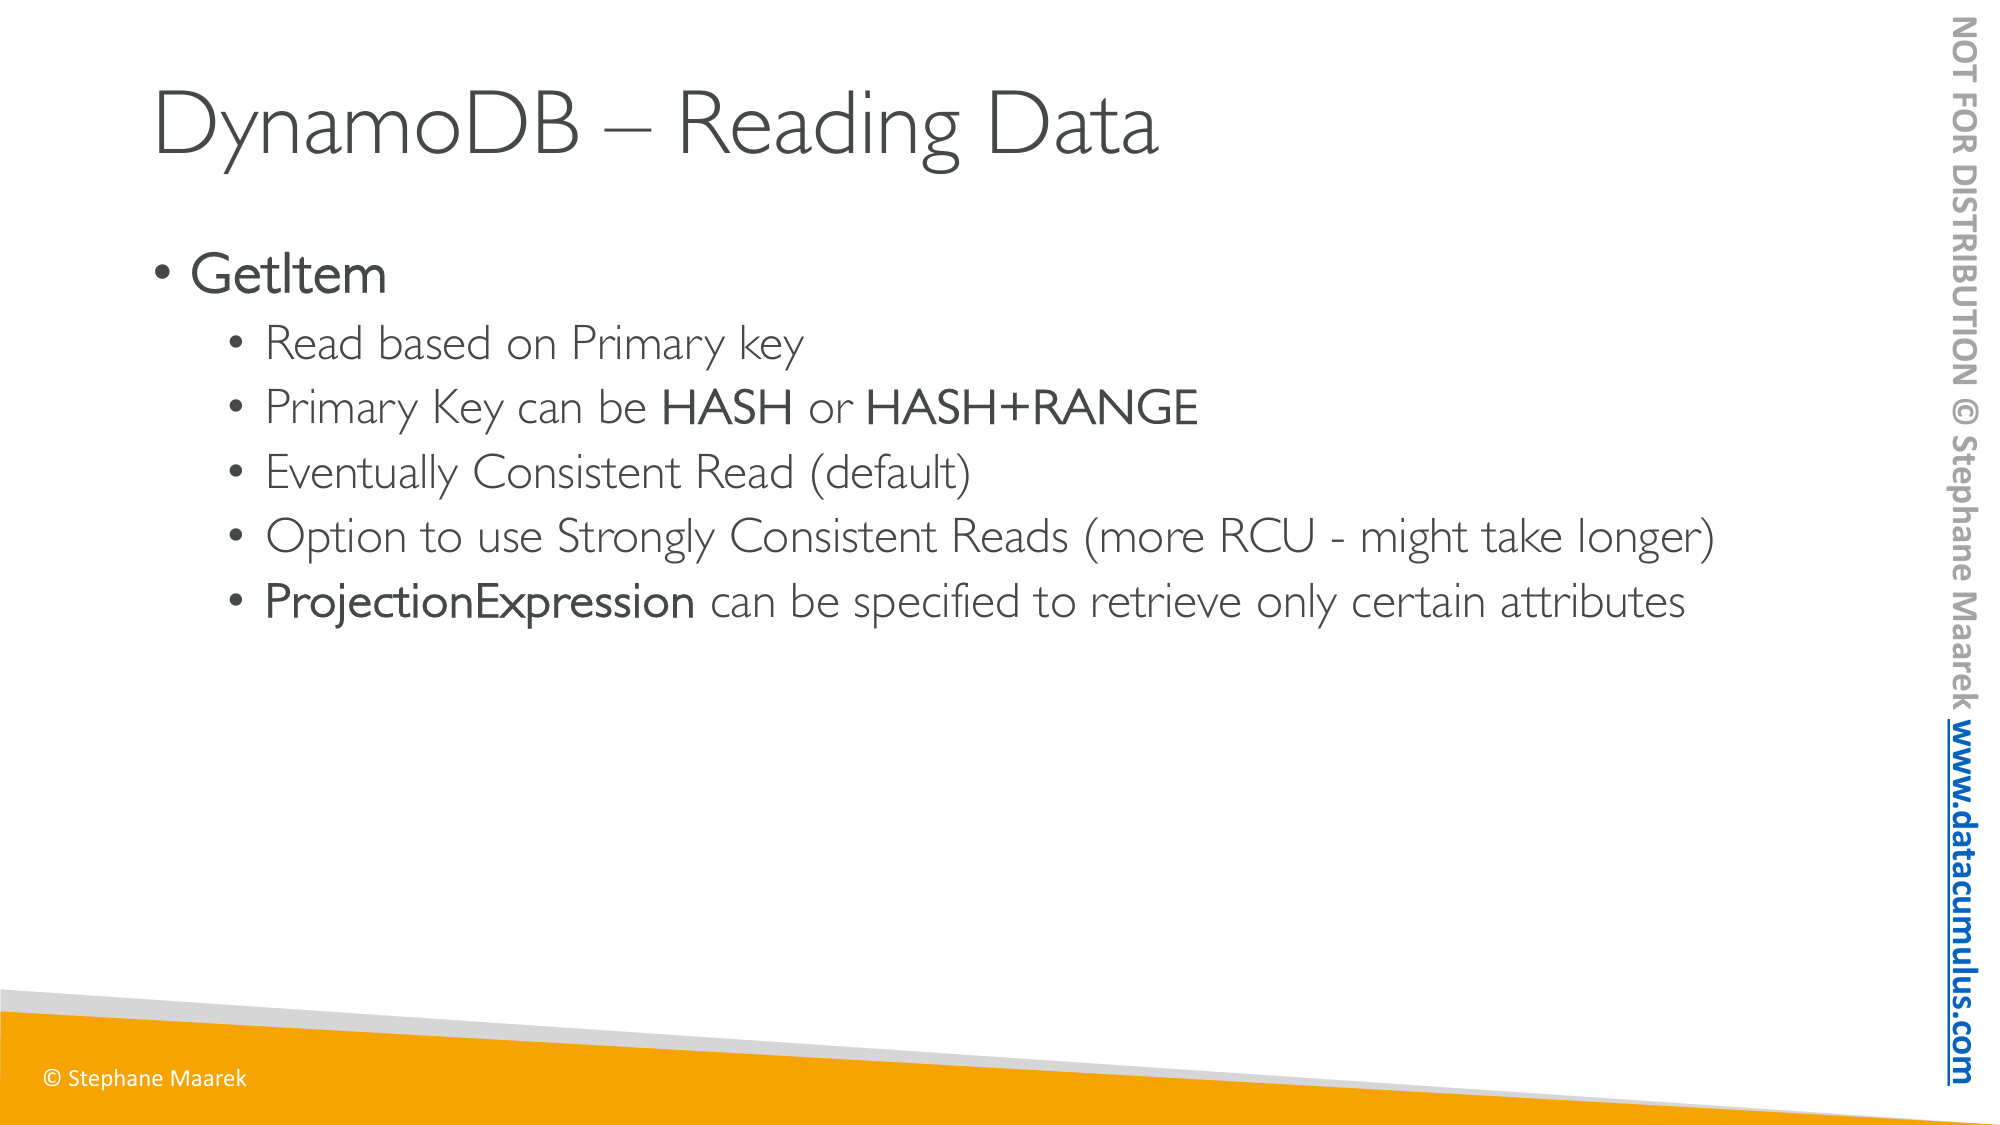 DynamoDB – Reading Data
• GetItem
• Read based on Primary key
• Primary Key can be HASH or HASH+RANGE
• Eventually Consistent Read (default)
• Option to use Strongly Consistent Reads (more RCU - might take longer)
• ProjectionExpression can be specified to retrieve only certain attributes
© Stephane Maarek
NOT FOR DISTRIBUTION © Stephane Maarek www.datacumulus.com